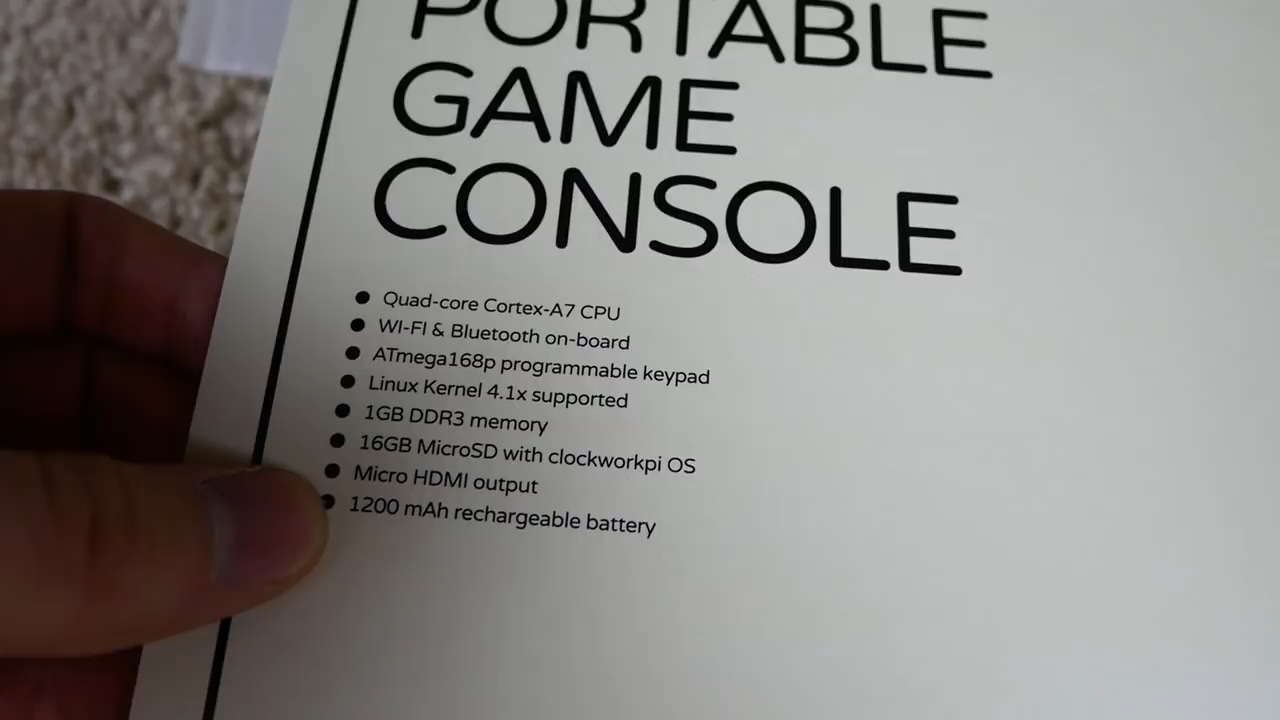 PORTABLE
GAME
CONSOLE
Quad-core Cortex-A7 CPU
WI-FI & Bluetooth on-board
ATmega168p programmable keypad
Linux Kernel 4.1x supported
1GB DDR3 memory
16GB MicroSD with clockworkpi OS
Micro HDMI output
1200 mAh rechargeable battery